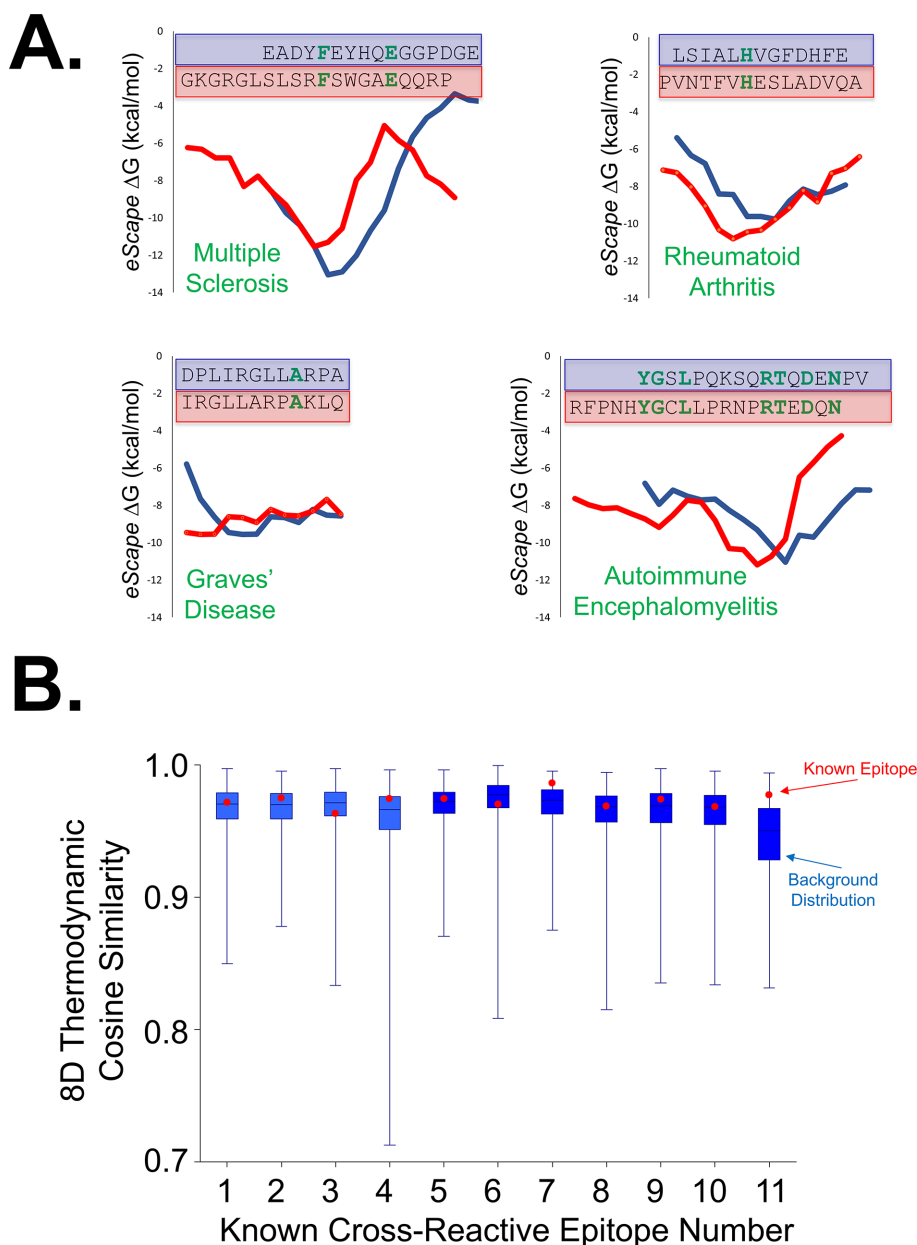 A.
eScape ΔG (kcal/mol)
0
-2
-4
-6
-8
-10
-12
-14
EADYFEYHQEGGPDGE
GKGRGLSLSRFSWGAEQQRP
Multiple
Sclerosis
eScape ΔG (kcal/mol)
0
-2
-4
-6
-8
-10
-12
-14
LSIALHVGFDHFE
PVNTFVHESLADVQA
Rheumatoid
Arthritis
eScape ΔG (kcal/mol)
0
-2
-4
-6
-8
-10
-12
-14
DPLIRGLLARPA
IRGLLARPAKLQ
Graves’
Disease
eScape ΔG (kcal/mol)
0
-2
-4
-6
-8
-10
-12
-14
YGSLPQKSQRTQDENPV
RFPNHYGCLLPRNPRTEDQN
Autoimmune
Encephalomyelitis
B.
8D Thermodynamic
Cosine Similarity
1.0
0.9
0.8
0.7
Known Epitope
Background
Distribution
1 2 3 4 5 6 7 8 9 10 11
Known Cross-Reactive Epitope Number